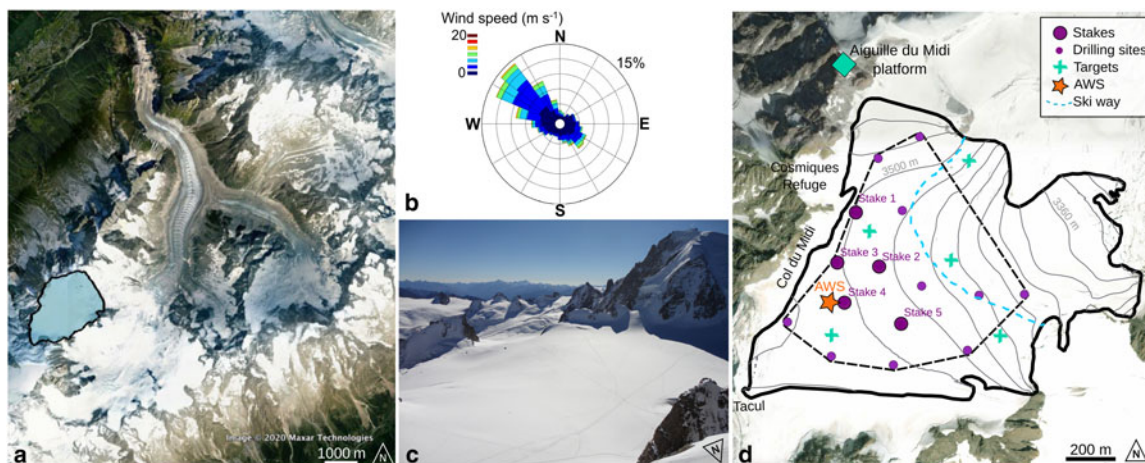 Image © 2020 Maxar Technologies
1000 m
N
a
Wind speed (m s⁻¹)
20
0
N
15%
W
E
S
b
N
c
Aiguille du Midi
platform
Stakes
Drilling sites
Targets
AWS
Ski way
Cosmiques
Refuge
3500 m
3360 m
Stake 1
Col du Midi
Stake 3
Stake 2
AWS
Stake 4
Stake 5
Tacul
200 m
N
d